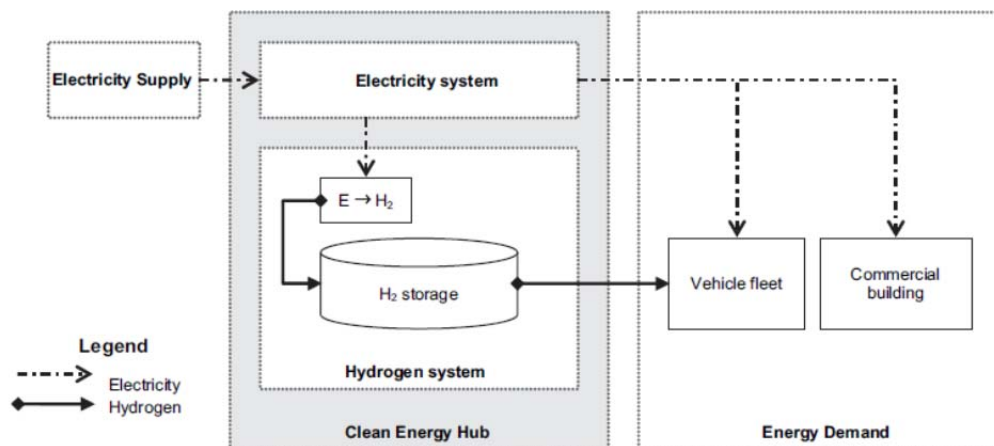 Electricity Supply
Electricity system
E → H₂
H₂ storage
Vehicle fleet
Commercial
building
Hydrogen system
Legend
Electricity
Hydrogen
Clean Energy Hub
Energy Demand